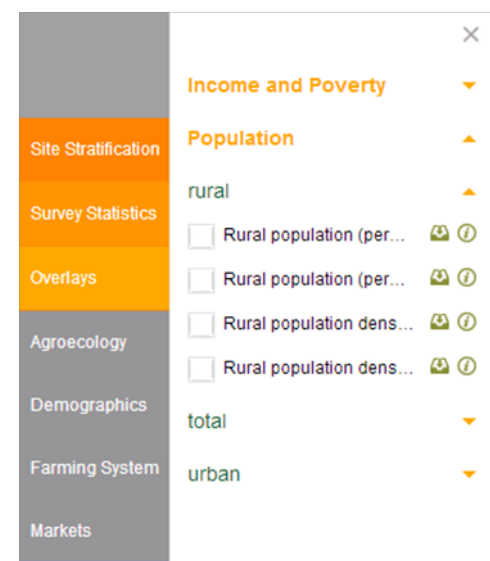 Income and Poverty
Population
rural
Rural population (per...
Rural population (per...
Rural population dens...
Rural population dens...
total
urban
Site Stratification
Survey Statistics
Overlays
Agroecology
Demographics
Farming System
Markets